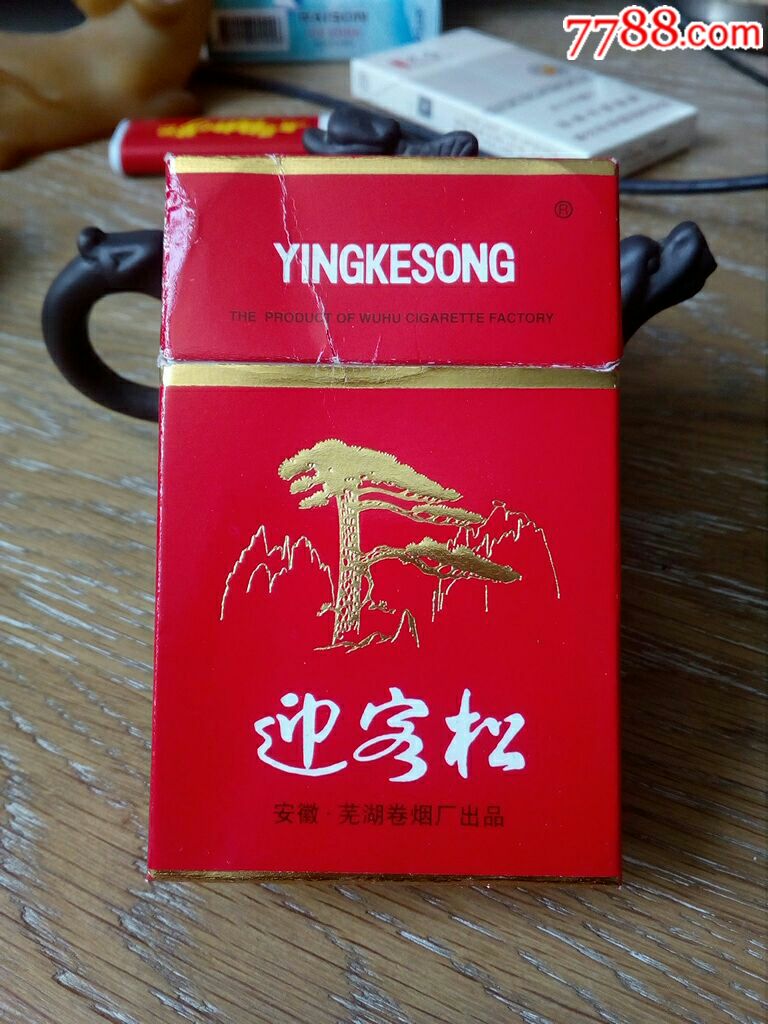 7788.com
RAISON
®
YINGKESONG
THE PRODUCT OF WUHU CIGARETTE FACTORY
迎客松
安徽·芜湖卷烟厂出品